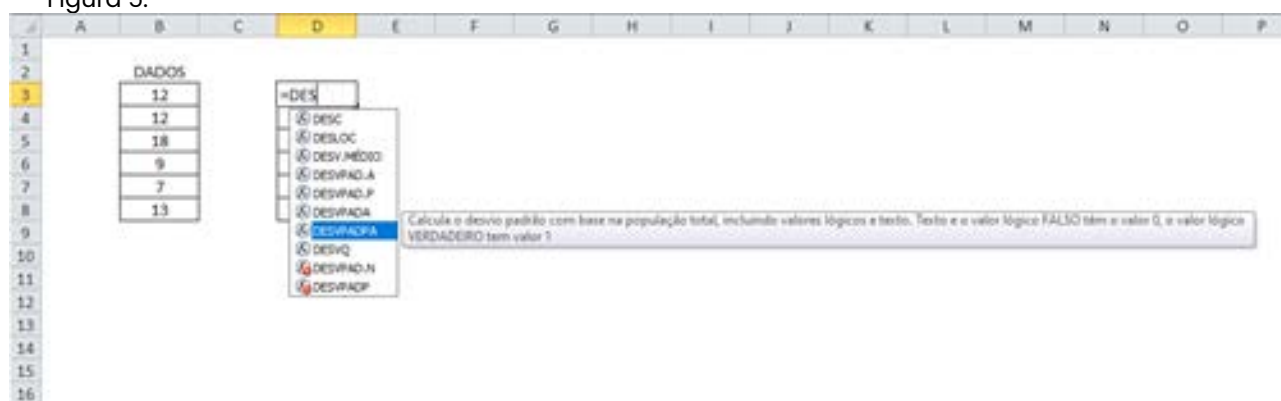 Figura 3.
A B C D E F G H I J K L M N O P
1
2 DADOS
3 12 =DES
4 12 DESC
5 18 DESLOC
6 9 DESV.MÉDIO
DESVPAD.A
7 7 DESVPAD.P
8 13 DESVPADA
9 DESVPADPA
Calcula o desvio padrão com base na população total, incluindo valores lógicos e texto. Texto e o valor lógico FALSO têm o valor 0, o valor lógico
VERDADEIRO tem valor 1
10 DESVQ
11 DESVPAD.N
12 DESVPADP
13
14
15
16